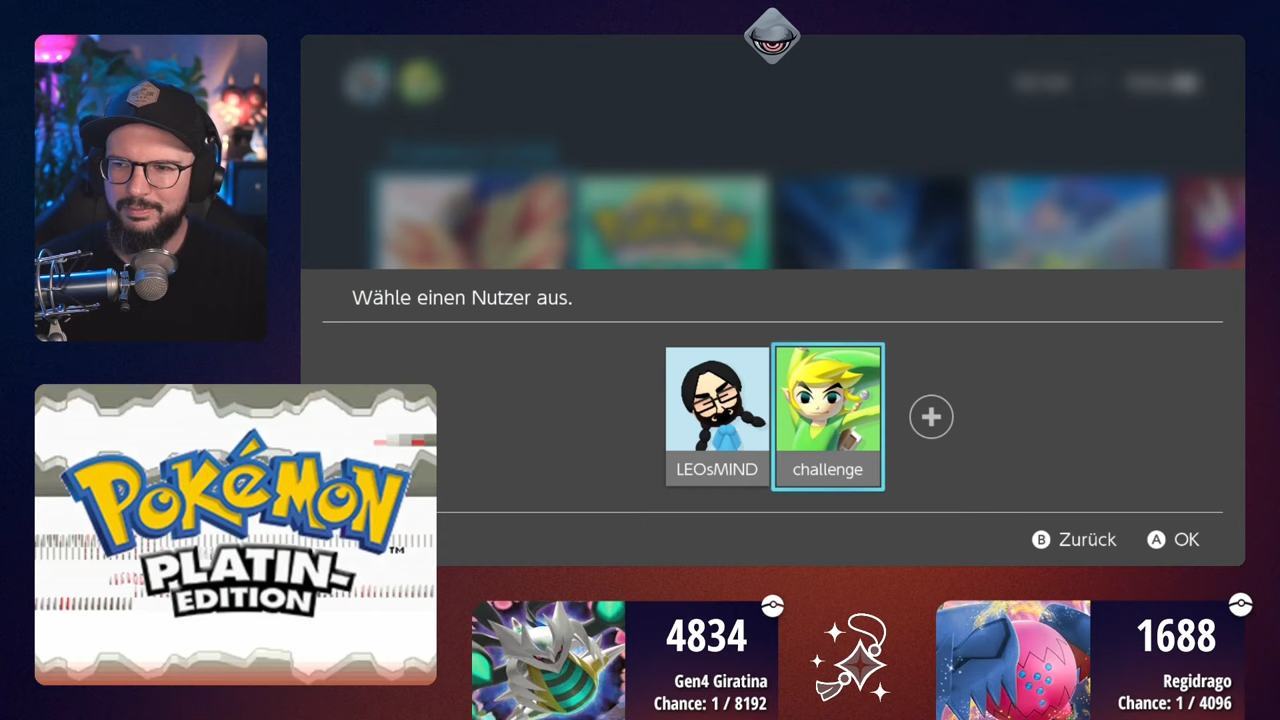 Wähle einen Nutzer aus.
LEOsMIND
challenge
B Zurück
A OK
POKéMON
TM
PLATIN-
EDITION
4834
Gen4 Giratina
Chance: 1 / 8192
1688
Regidrago
Chance: 1 / 4096